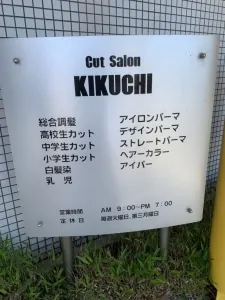 Cut Salon
KIKUCHI
総合調髪
高校生カット
中学生カット
小学生カット
白髪染
乳　児
アイロンパーマ
デザインパーマ
ストレートパーマ
ヘアーカラー
アイパー
営業時間　AM 9:00-PM 7:00
定休日　毎週火曜日、第三月曜日